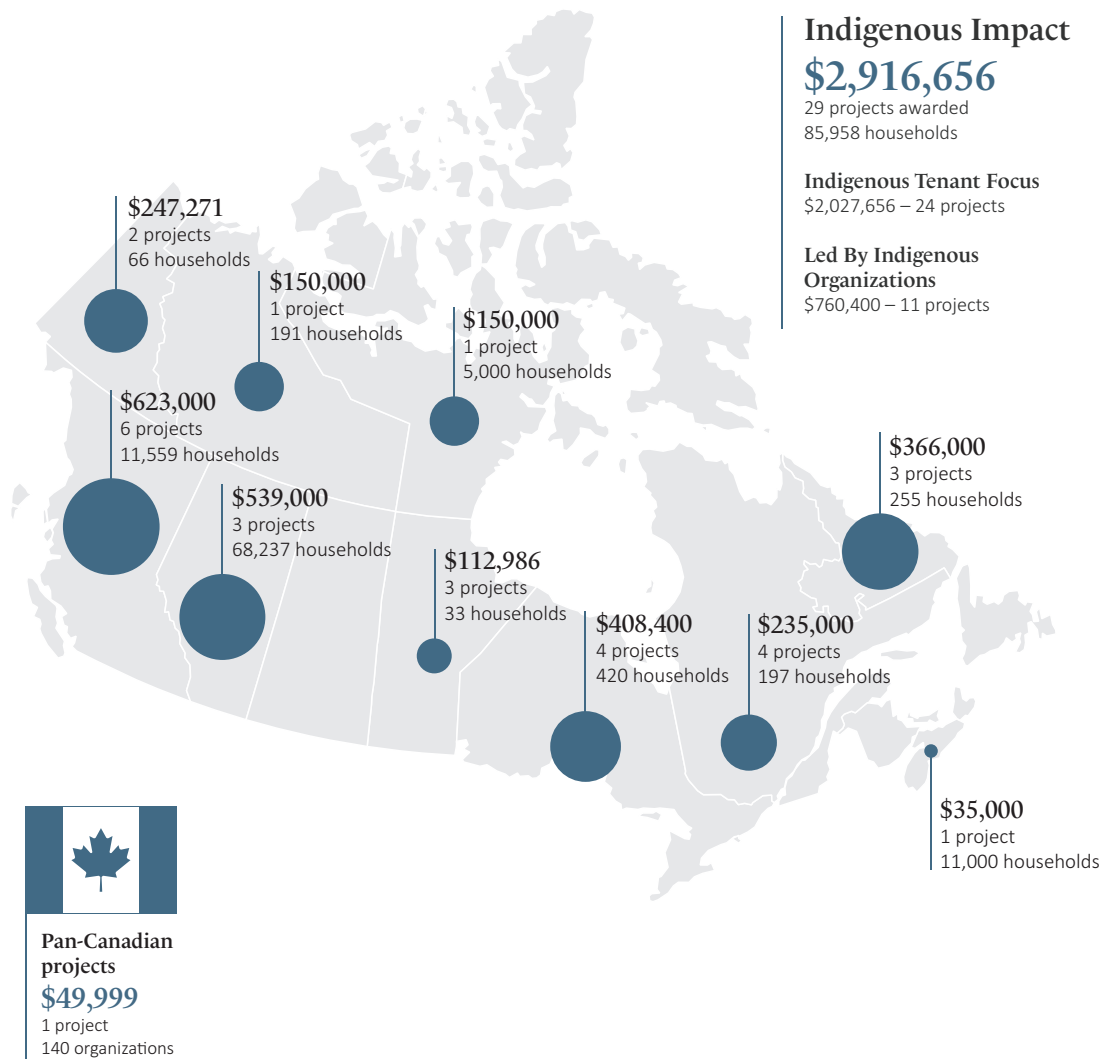 Indigenous Impact
$2,916,656
29 projects awarded
85,958 households
Indigenous Tenant Focus
$2,027,656 – 24 projects
Led By Indigenous
Organizations
$760,400 – 11 projects
$247,271
2 projects
66 households
$150,000
1 project
191 households
$150,000
1 project
5,000 households
$623,000
6 projects
11,559 households
$539,000
3 projects
68,237 households
$112,986
3 projects
33 households
$408,400
4 projects
420 households
$235,000
4 projects
197 households
$366,000
3 projects
255 households
$35,000
1 project
11,000 households
Pan-Canadian
projects
$49,999
1 project
140 organizations